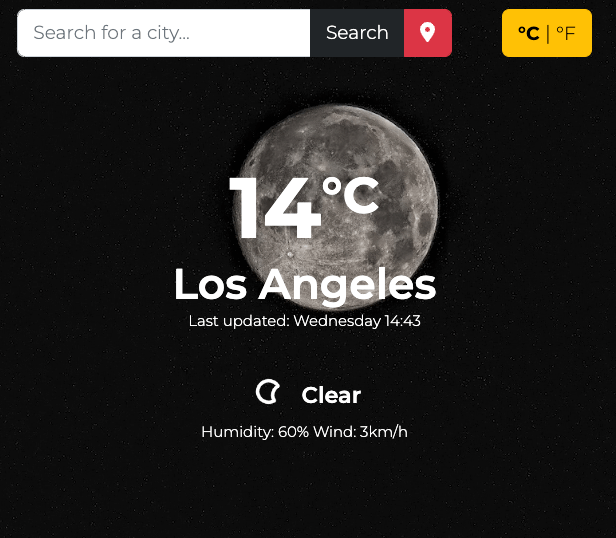 Search for a city... Search °C | °F
14°C
Los Angeles
Last updated: Wednesday 14:43
Clear
Humidity: 60% Wind: 3km/h